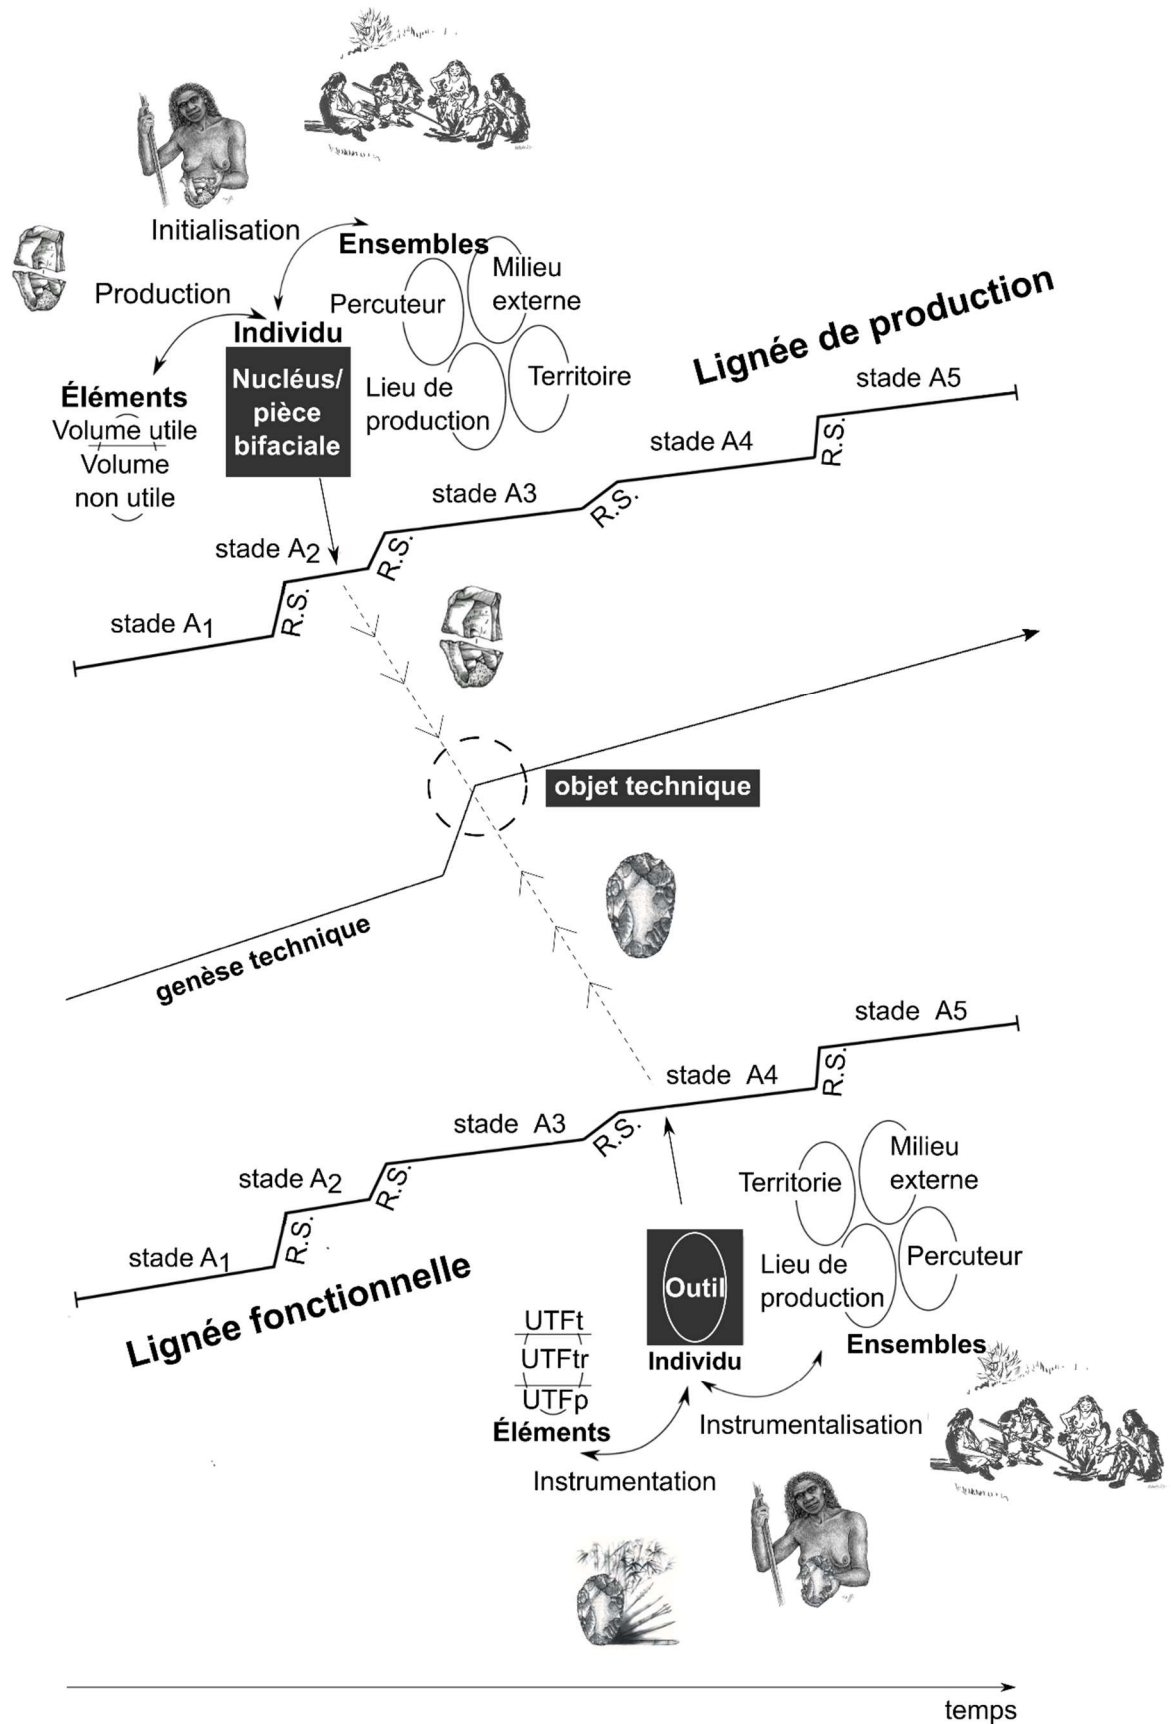 Initialisation
Ensembles
Milieu
externe
Production
Percuteur
Individu
Nucléus/
pièce
bifaciale
Lieu de
production
Territoire
Éléments
Volume utile
Volume
non utile
Lignée de production
stade A5
stade A4
R.S.
stade A3
R.S.
stade A2
R.S.
stade A1
R.S.
objet technique
genèse technique
stade A5
stade A4
R.S.
stade A3
R.S.
stade A2
R.S.
stade A1
R.S.
Lignée fonctionnelle
Territorie
Milieu
externe
Lieu de
production
Percuteur
Outil
Individu
Ensembles
UTFt
UTFtr
UTFp
Éléments
Instrumentalisation
Instrumentation
temps